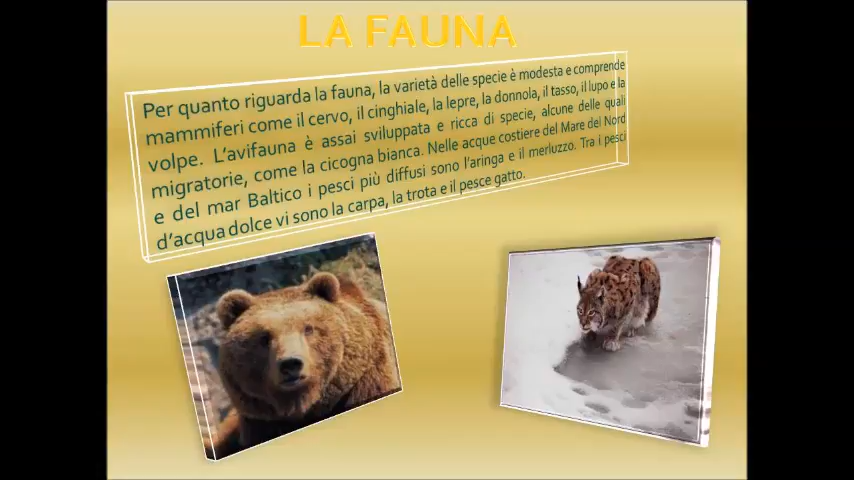 LA FAUNA
Per quanto riguarda la fauna, la varietà delle specie è modesta e comprende
mammiferi come il cervo, il cinghiale, la lepre, la donnola, il tasso, il lupo e la
volpe. L'avifauna è assai sviluppata e ricca di specie, alcune delle quali
migratorie, come la cicogna bianca. Nelle acque costiere del Mare del Nord
e del mar Baltico i pesci più diffusi sono l'aringa e il merluzzo. Tra i pesci
d'acqua dolce vi sono la carpa, la trota e il pesce gatto.